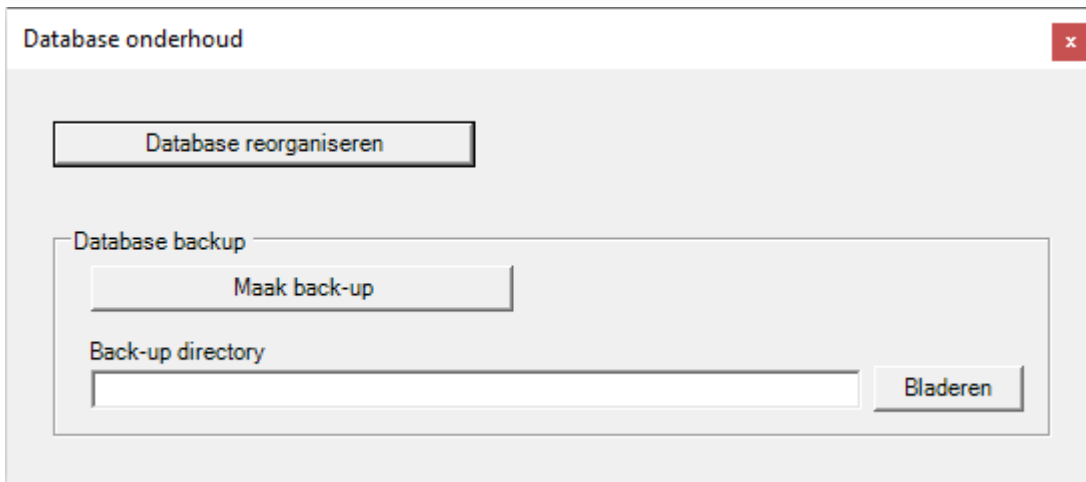 Database onderhoud
x
Database reorganiseren
Database backup
Maak back-up
Back-up directory
Bladeren